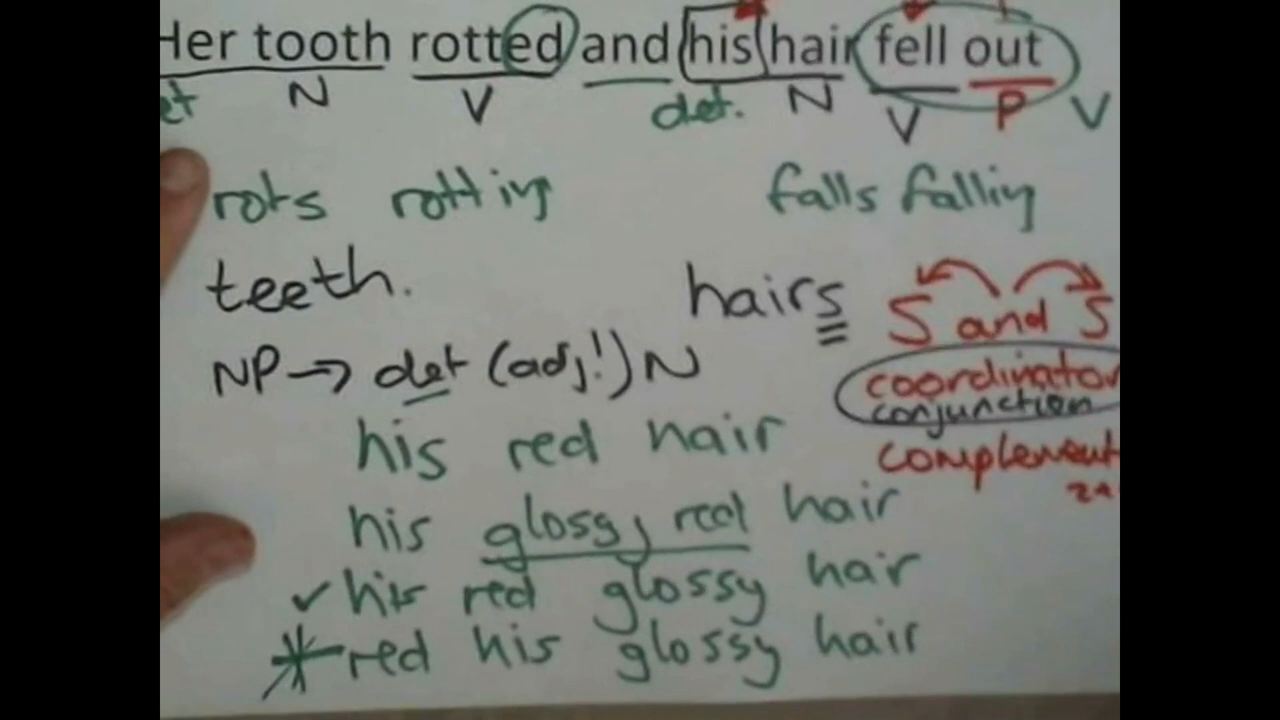 Her tooth rotted and his hair fell out
et N V det. N V P V
rots rotting falls falling
teeth. hairs
S and S
NP → det (adj!) N
coordinator
conjunction
his red hair
complement
his glossy red hair
✓ his red glossy hair
* red his glossy hair